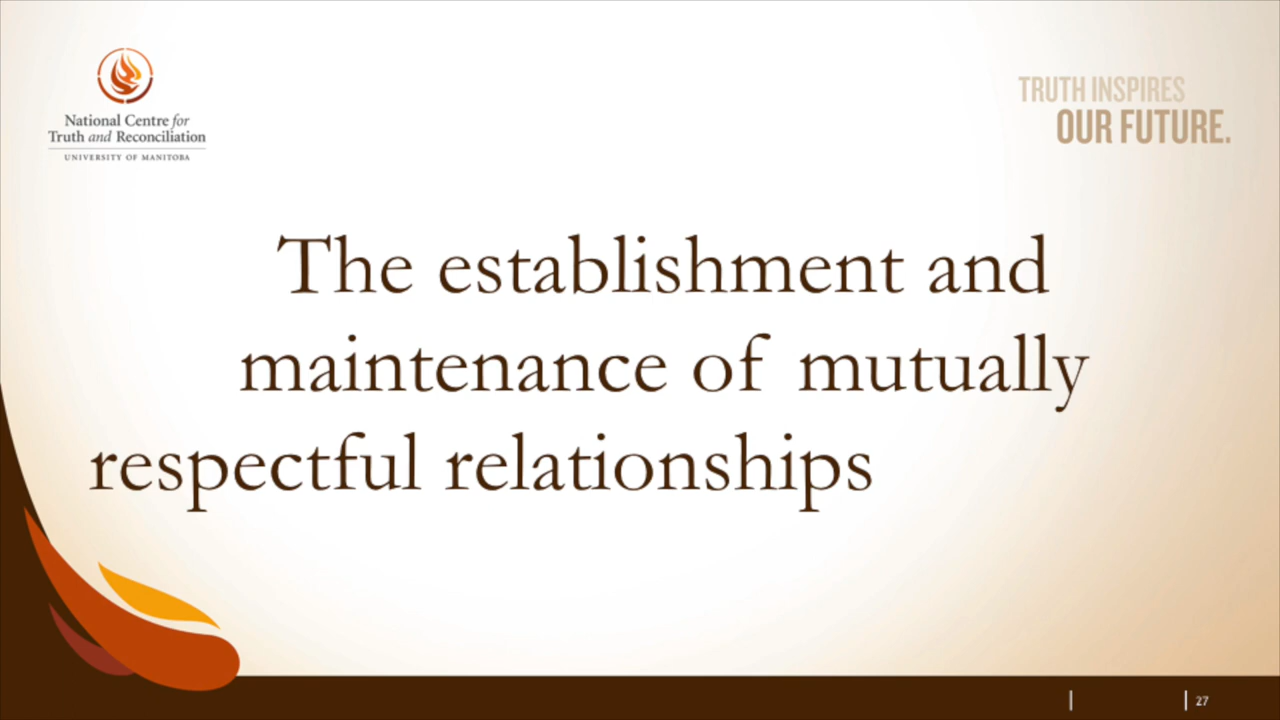 National Centre for
Truth and Reconciliation
UNIVERSITY OF MANITOBA
TRUTH INSPIRES
OUR FUTURE.
The establishment and
maintenance of mutually
respectful relationships
27